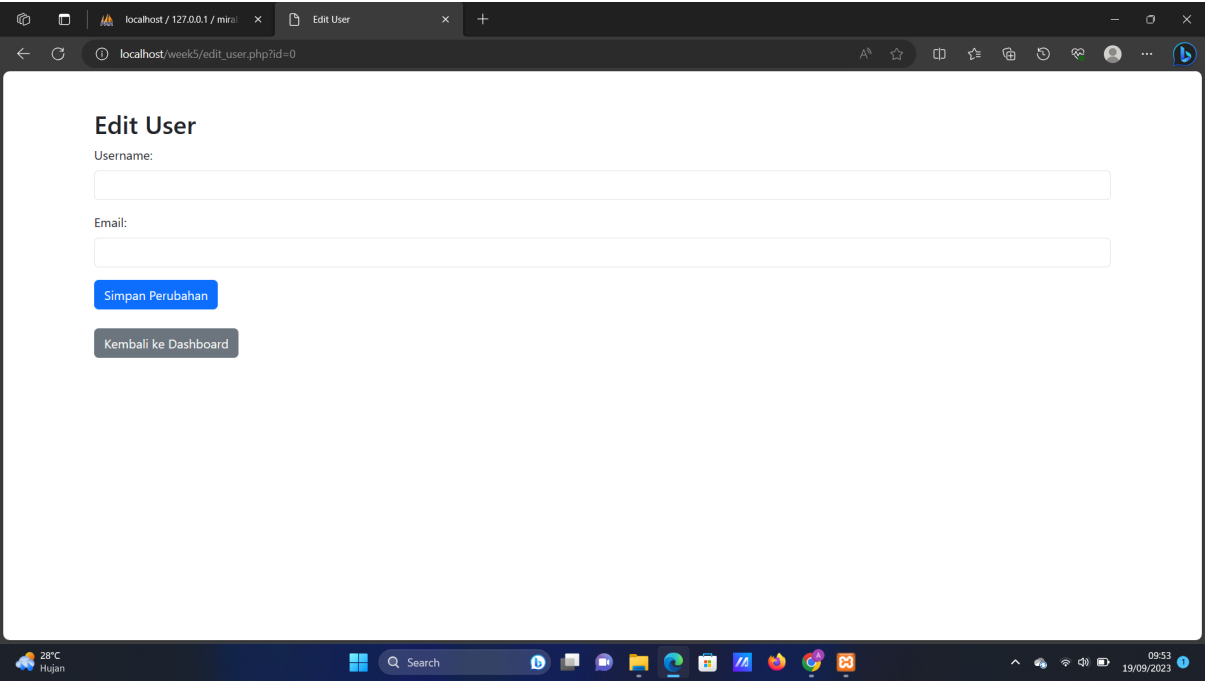 localhost / 127.0.0.1 / miral
Edit User
localhost/week5/edit_user.php?id=0
Edit User
Username:
Email:
Simpan Perubahan
Kembali ke Dashboard
28°C
Hujan
Search
09:53
19/09/2023
1